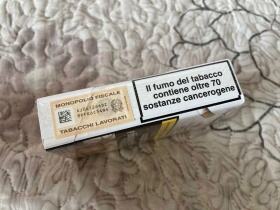 MONOPOLIO FISCALE
TABACCHI LAVORATI
Il fumo del tabacco
contiene oltre 70
sostanze cancerogene